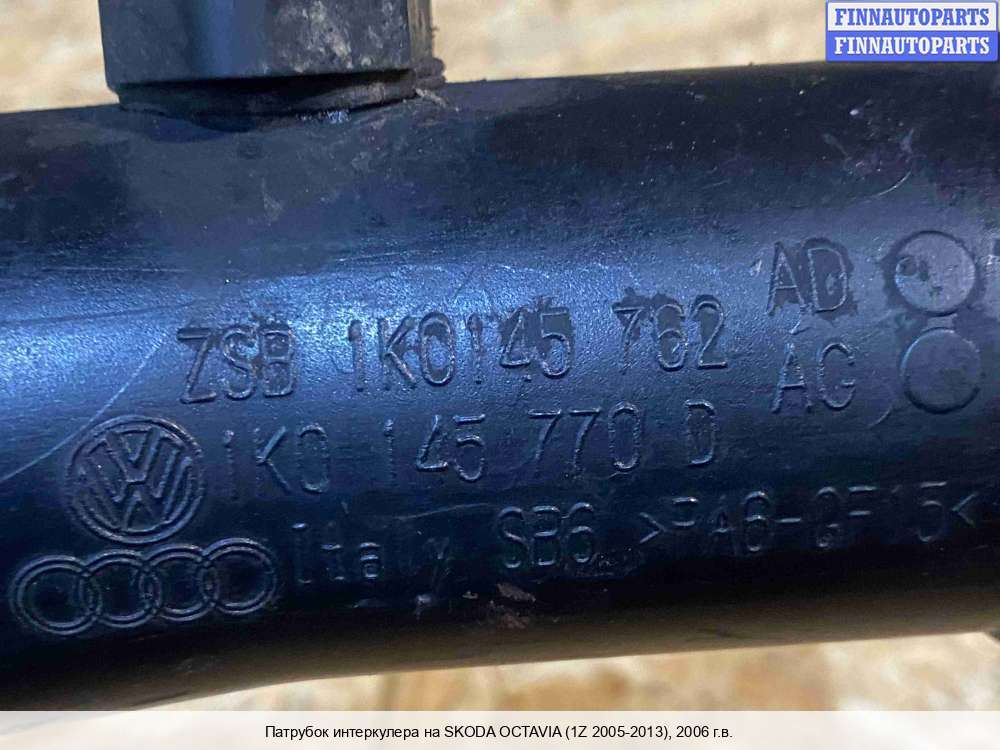 FINNAUTOPARTS
FINNAUTOPARTS
ZSB 1K0145 762 AD
AG
1K0 145 770 D
Italy SB6 >PA6-GF15<
Патрубок интеркулера на SKODA OCTAVIA (1Z 2005-2013), 2006 г.в.